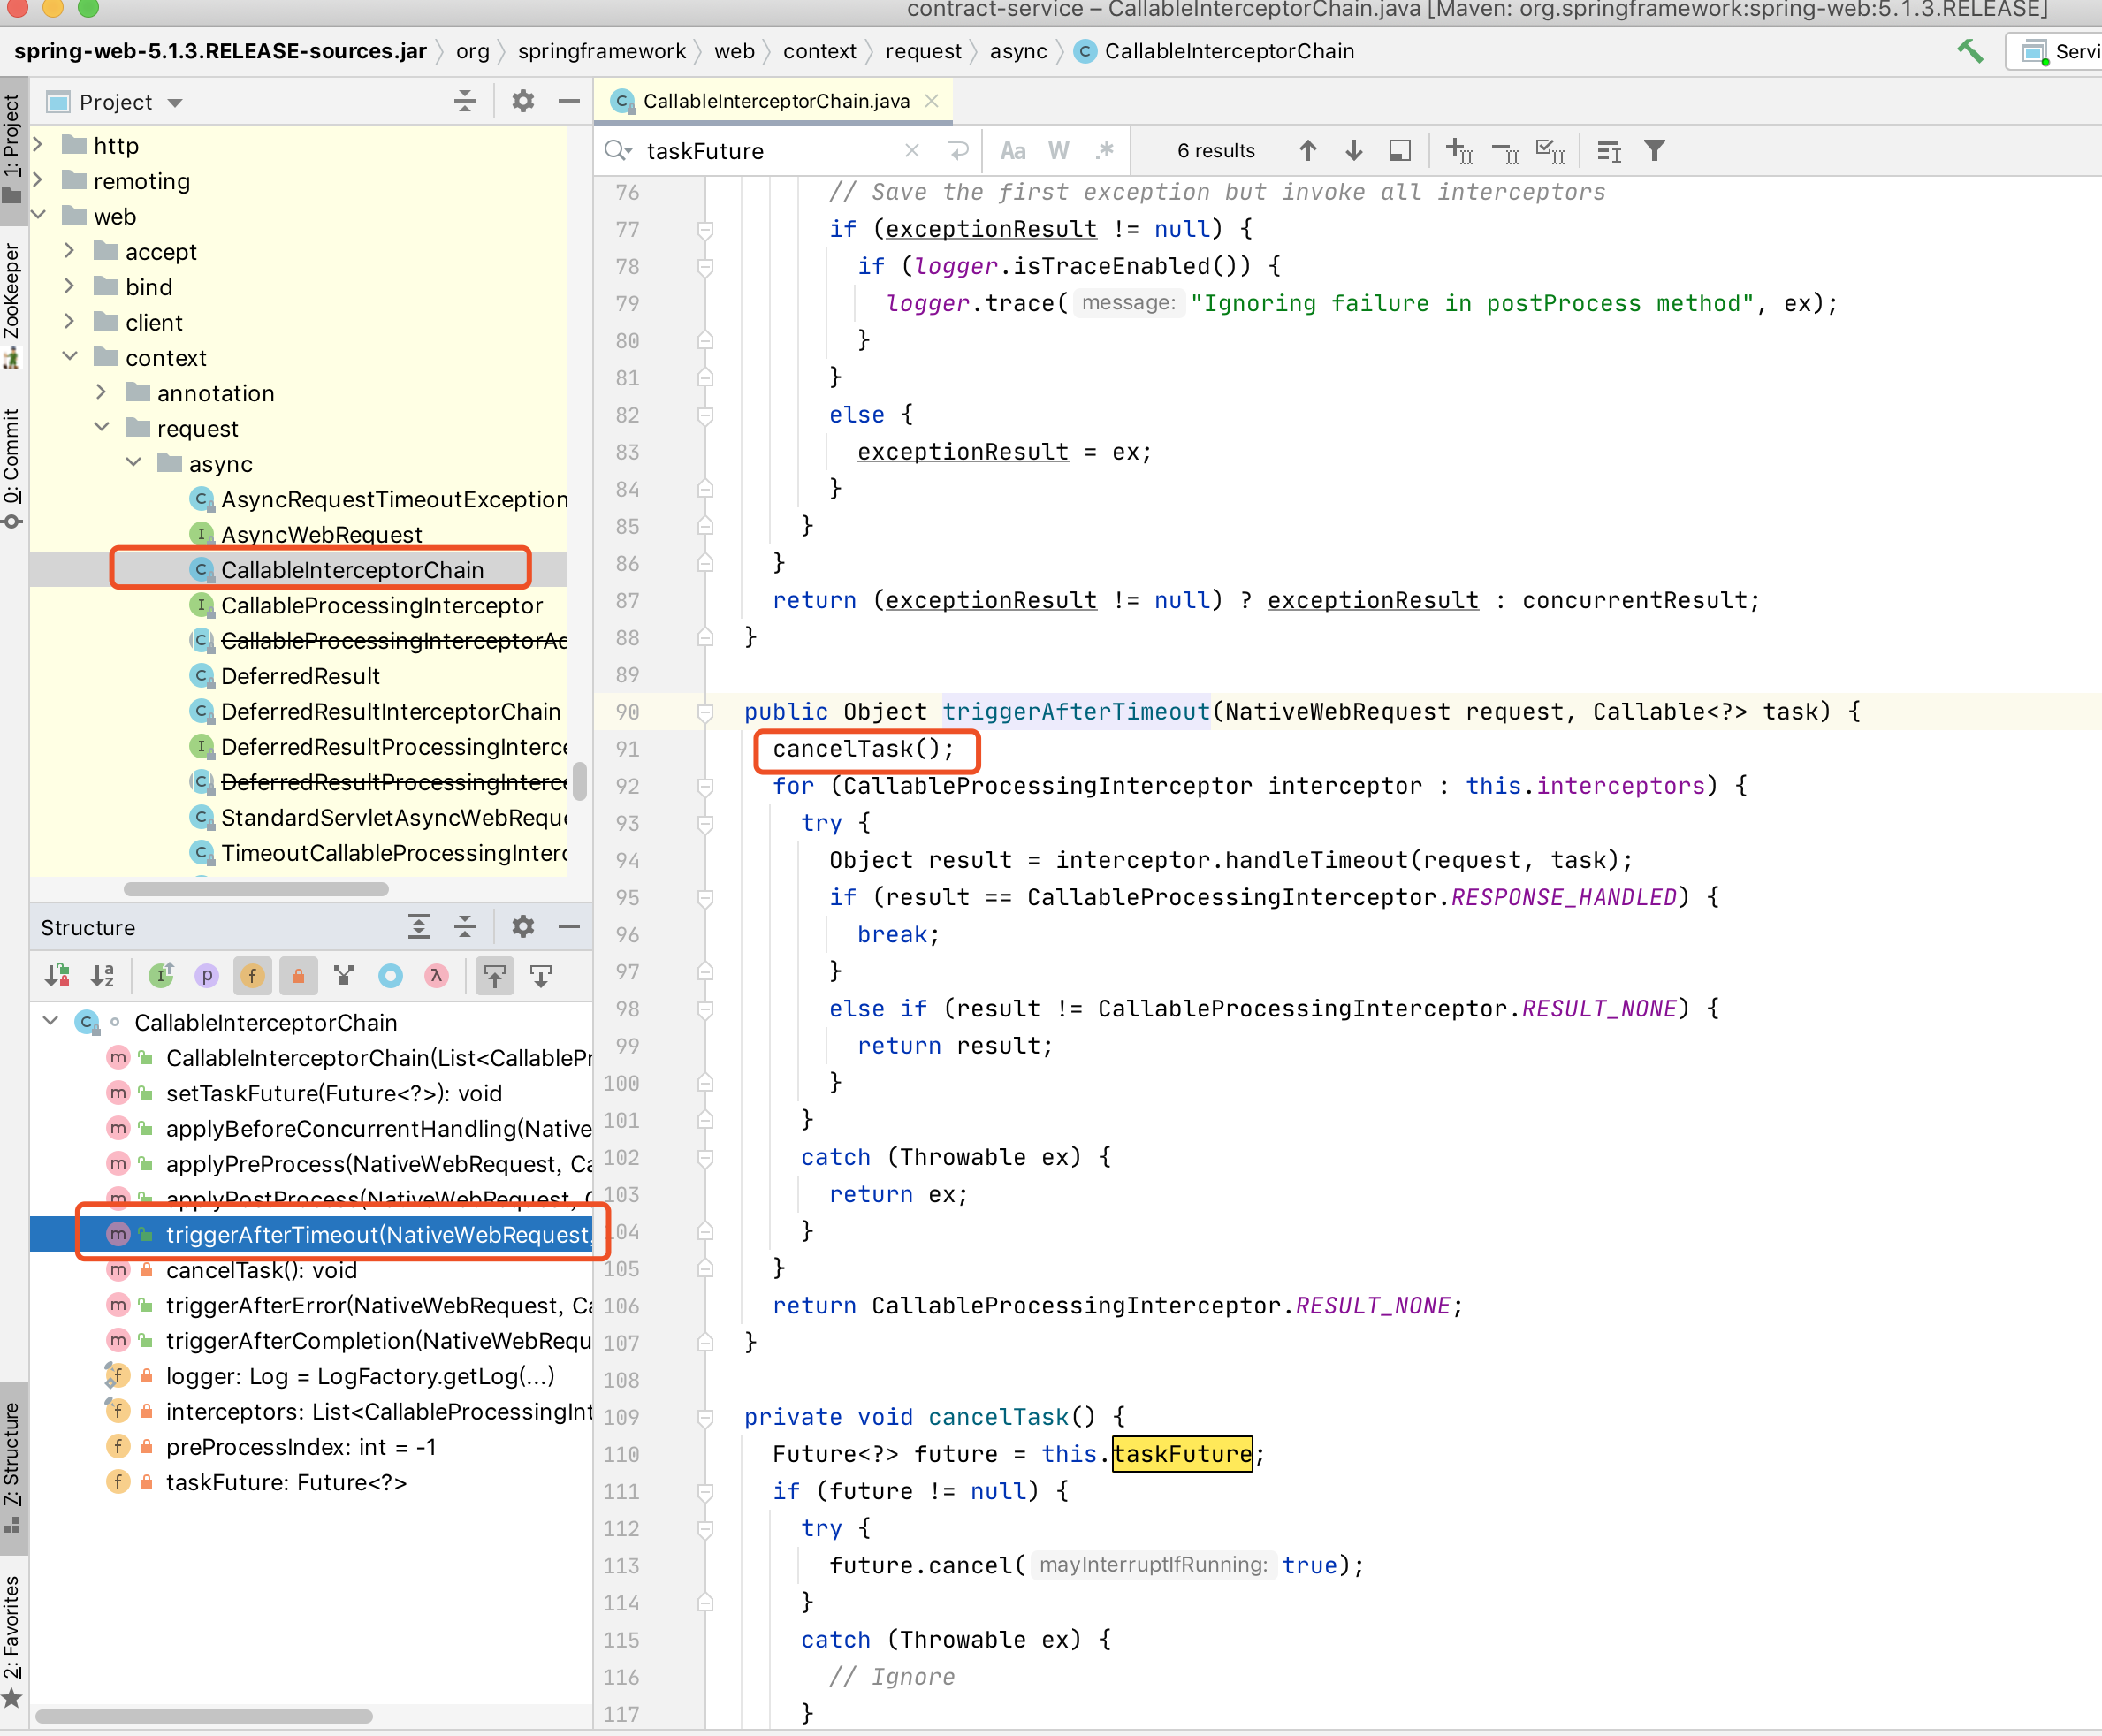 contract-service – CallableInterceptorChain.java [Maven: org.springframework:spring-web:5.1.3.RELEASE]
spring-web-5.1.3.RELEASE-sources.jar org springframework web context request async CallableInterceptorChain
Servi
1: Project
ZooKeeper
0: Commit
7: Structure
2: Favorites
Project
http
remoting
web
accept
bind
client
context
annotation
request
async
AsyncRequestTimeoutException
AsyncWebRequest
CallableInterceptorChain
CallableProcessingInterceptor
CallableProcessingInterceptorAd
DeferredResult
DeferredResultInterceptorChain
DeferredResultProcessingInterce
DeferredResultProcessingInterce
StandardServletAsyncWebReque
TimeoutCallableProcessingInterc
Structure
CallableInterceptorChain
CallableInterceptorChain(List<CallablePr
setTaskFuture(Future<?>): void
applyBeforeConcurrentHandling(Native
applyPreProcess(NativeWebRequest, Ca
applyPostProcess(NativeWebRequest, C
triggerAfterTimeout(NativeWebRequest,
cancelTask(): void
triggerAfterError(NativeWebRequest, Ca
triggerAfterCompletion(NativeWebRequ
logger: Log = LogFactory.getLog(...)
interceptors: List<CallableProcessingInt
preProcessIndex: int = -1
taskFuture: Future<?>
CallableInterceptorChain.java
taskFuture Aa W .* 6 results
76 // Save the first exception but invoke all interceptors
77 if (exceptionResult != null) {
78 if (logger.isTraceEnabled()) {
79 logger.trace( message: "Ignoring failure in postProcess method", ex);
80 }
81 }
82 else {
83 exceptionResult = ex;
84 }
85 }
86 }
87 return (exceptionResult != null) ? exceptionResult : concurrentResult;
88 }
89
90 public Object triggerAfterTimeout(NativeWebRequest request, Callable<?> task) {
91 cancelTask();
92 for (CallableProcessingInterceptor interceptor : this.interceptors) {
93 try {
94 Object result = interceptor.handleTimeout(request, task);
95 if (result == CallableProcessingInterceptor.RESPONSE_HANDLED) {
96 break;
97 }
98 else if (result != CallableProcessingInterceptor.RESULT_NONE) {
99 return result;
100 }
101 }
102 catch (Throwable ex) {
103 return ex;
104 }
105 }
106 return CallableProcessingInterceptor.RESULT_NONE;
107 }
108
109 private void cancelTask() {
110 Future<?> future = this.taskFuture;
111 if (future != null) {
112 try {
113 future.cancel( mayInterruptIfRunning: true);
114 }
115 catch (Throwable ex) {
116 // Ignore
117 }